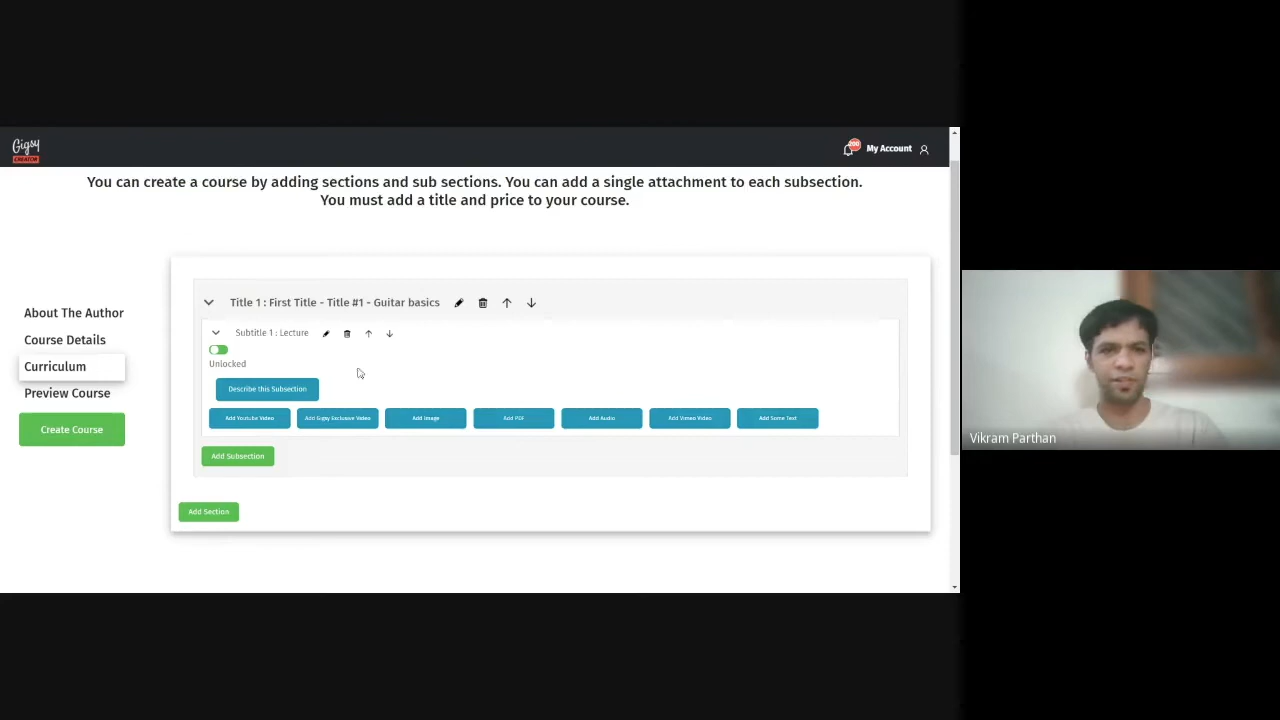 Gigsy
CREATOR
200
My Account
You can create a course by adding sections and sub sections. You can add a single attachment to each subsection.
You must add a title and price to your course.
About The Author
Course Details
Curriculum
Preview Course
Create Course
Title 1 : First Title - Title #1 - Guitar basics
Subtitle 1 : Lecture
Unlocked
Describe this Subsection
Add Youtube Video
Add Gigsy Exclusive Video
Add Image
Add PDF
Add Audio
Add Vimeo Video
Add Some Text
Add Subsection
Add Section
Vikram Parthan